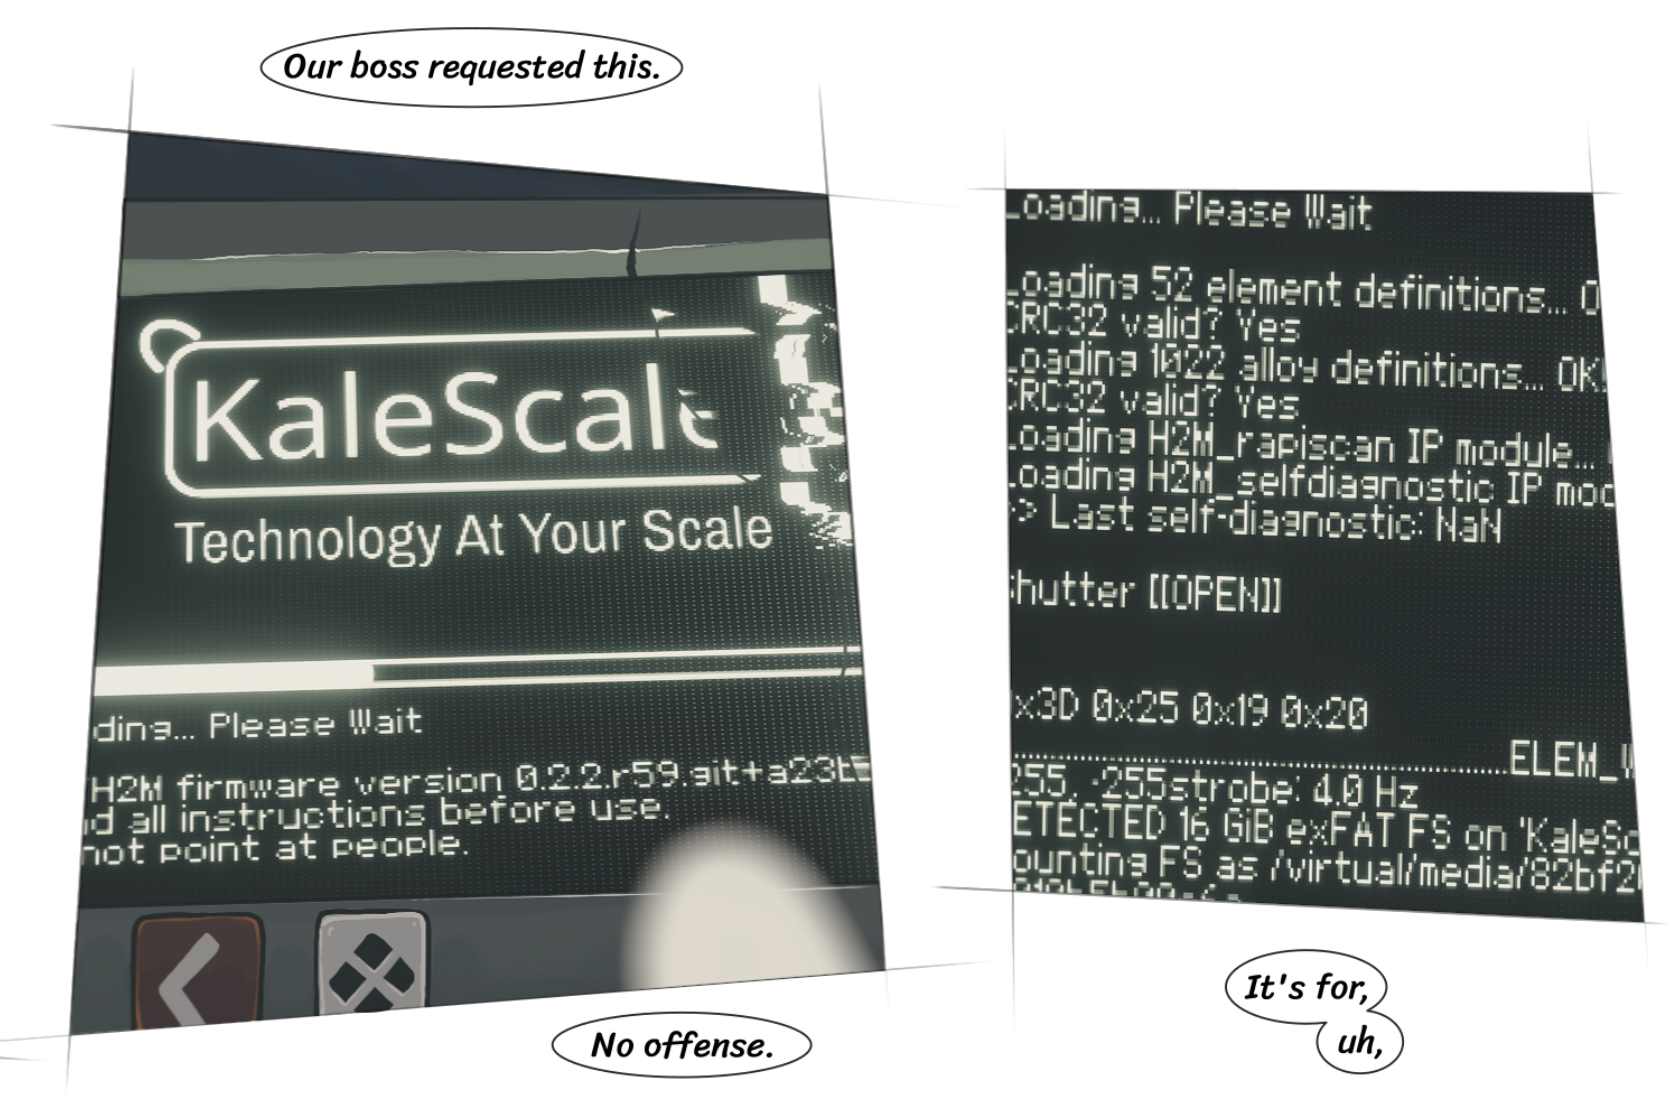 Our boss requested this.
KaleScale
Technology At Your Scale
ding... Please Wait
H2M firmware version 0.2.2.r59.git+a23b5
d all instructions before use.
not point at people.
No offense.
Loading... Please Wait
Loading 52 element definitions... O
CRC32 valid? Yes
Loading 1022 alloy definitions... OK
CRC32 valid? Yes
Loading H2M_rapiscan IP module...
Loading H2M_selfdiagnostic IP mod
> Last self-diagnostic: NaN
Shutter [[OPEN]]
0x3D 0x25 0x19 0x20
ELEM_
255, -255strobe: 4.0 Hz
DETECTED 16 GiB exFAT FS on 'KaleSc
ounting FS as /virtual/media/82bf2
It's for,
uh,